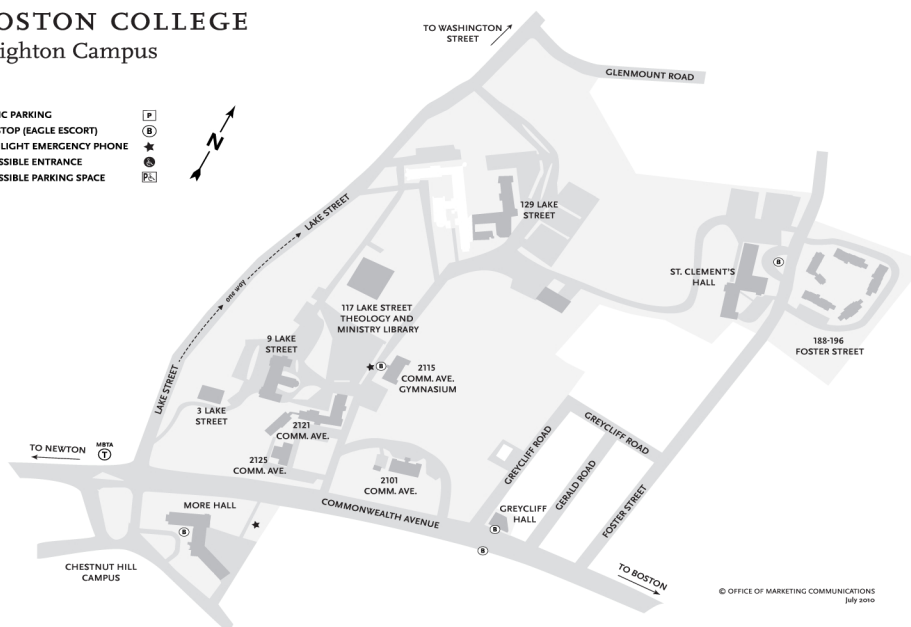 OSTON COLLEGE
ighton Campus
IC PARKING
P
STOP (EAGLE ESCORT)
B
LIGHT EMERGENCY PHONE
SSIBLE ENTRANCE
SSIBLE PARKING SPACE
P
N
TO WASHINGTON
STREET
GLENMOUNT ROAD
LAKE STREET
one way
LAKE STREET
129 LAKE
STREET
ST. CLEMENT'S
HALL
B
188-196
FOSTER STREET
117 LAKE STREET
THEOLOGY AND
MINISTRY LIBRARY
9 LAKE
STREET
B
2115
COMM. AVE.
GYMNASIUM
3 LAKE
STREET
2121
COMM. AVE.
2125
COMM. AVE.
2101
COMM. AVE.
GREYCLIFF ROAD
GREYCLIFF ROAD
GERALD ROAD
FOSTER STREET
TO NEWTON
MBTA
T
MORE HALL
B
COMMONWEALTH AVENUE
GREYCLIFF
HALL
B
B
CHESTNUT HILL
CAMPUS
TO BOSTON
© OFFICE OF MARKETING COMMUNICATIONS
July 2010